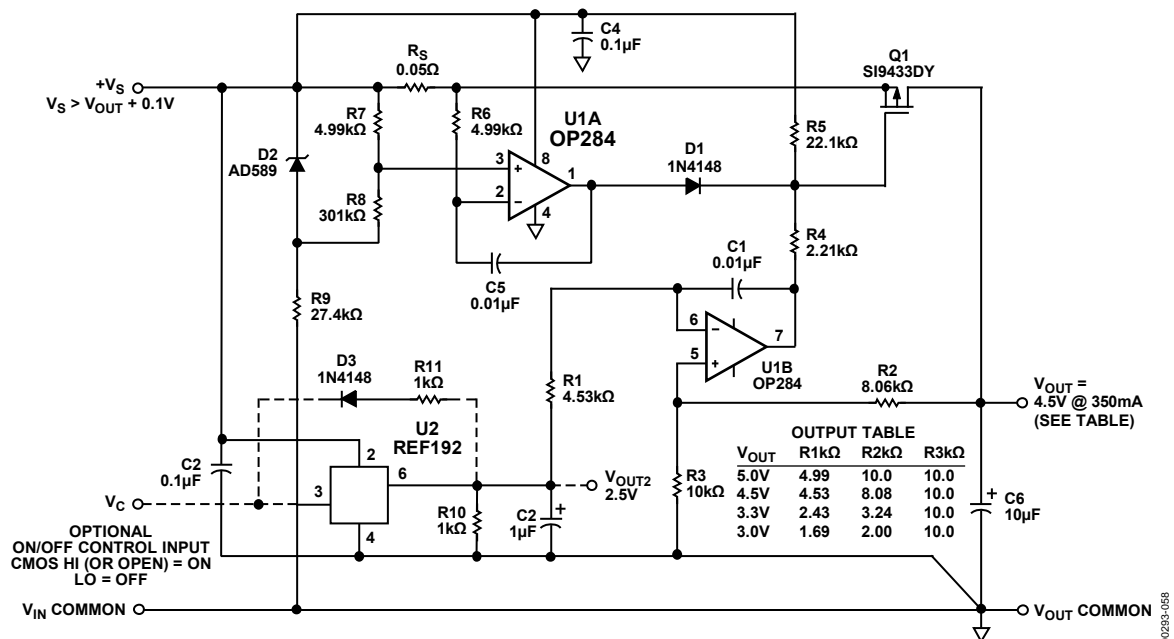 C4
0.1µF
RS
0.05Ω
Q1
SI9433DY
+VS
VS > VOUT + 0.1V
R7
4.99kΩ
R6
4.99kΩ
U1A
OP284
R5
22.1kΩ
D2
AD589
D1
1N4148
3
+
8
1
2
−
4
R8
301kΩ
R4
2.21kΩ
C5
0.01µF
C1
0.01µF
R9
27.4kΩ
6
−
7
5
+
U1B
OP284
D3
1N4148
R11
1kΩ
R1
4.53kΩ
R2
8.06kΩ
VOUT =
4.5V @ 350mA
(SEE TABLE)
U2
REF192
OUTPUT TABLE
VOUT R1kΩ R2kΩ R3kΩ
5.0V 4.99 10.0 10.0
4.5V 4.53 8.08 10.0
3.3V 2.43 3.24 10.0
3.0V 1.69 2.00 10.0
C2
0.1µF
2
6
3
4
VOUT2
2.5V
R3
10kΩ
VC
R10
1kΩ
C2
1µF
+
+
C6
10µF
OPTIONAL
ON/OFF CONTROL INPUT
CMOS HI (OR OPEN) = ON
LO = OFF
VIN COMMON
VOUT COMMON
00293-058